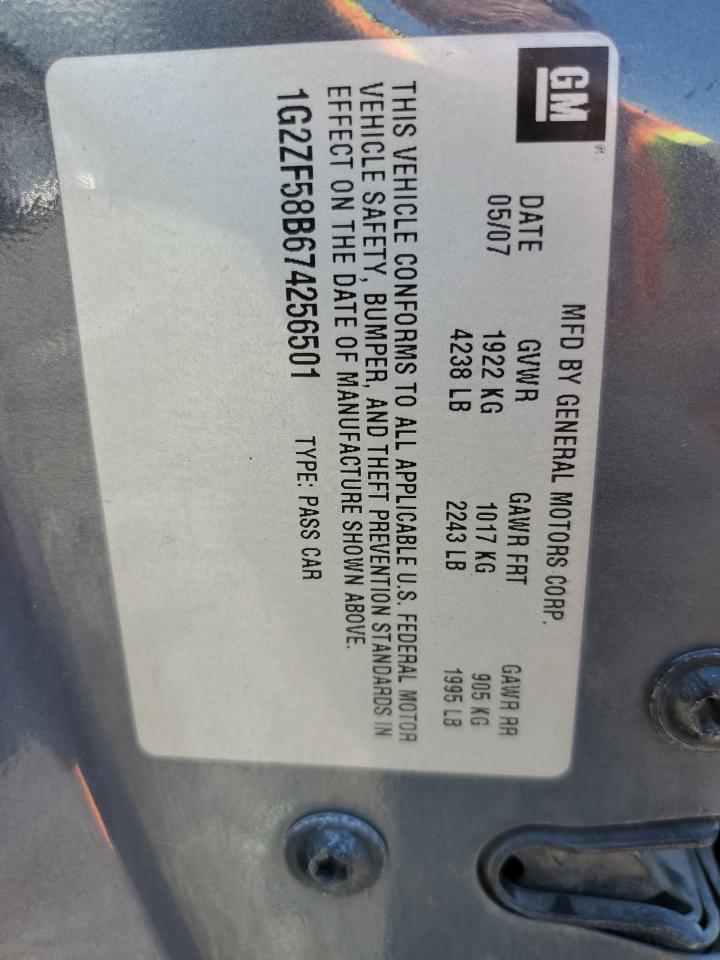 GM
MFD BY GENERAL MOTORS CORP.
DATE GVWR GAWR FRT GAWR RR
05/07 1922 KG 1017 KG 905 KG
4238 LB 2243 LB 1995 LB
THIS VEHICLE CONFORMS TO ALL APPLICABLE U.S. FEDERAL MOTOR
VEHICLE SAFETY, BUMPER, AND THEFT PREVENTION STANDARDS IN
EFFECT ON THE DATE OF MANUFACTURE SHOWN ABOVE.
1G2ZF58B674256501 TYPE: PASS CAR